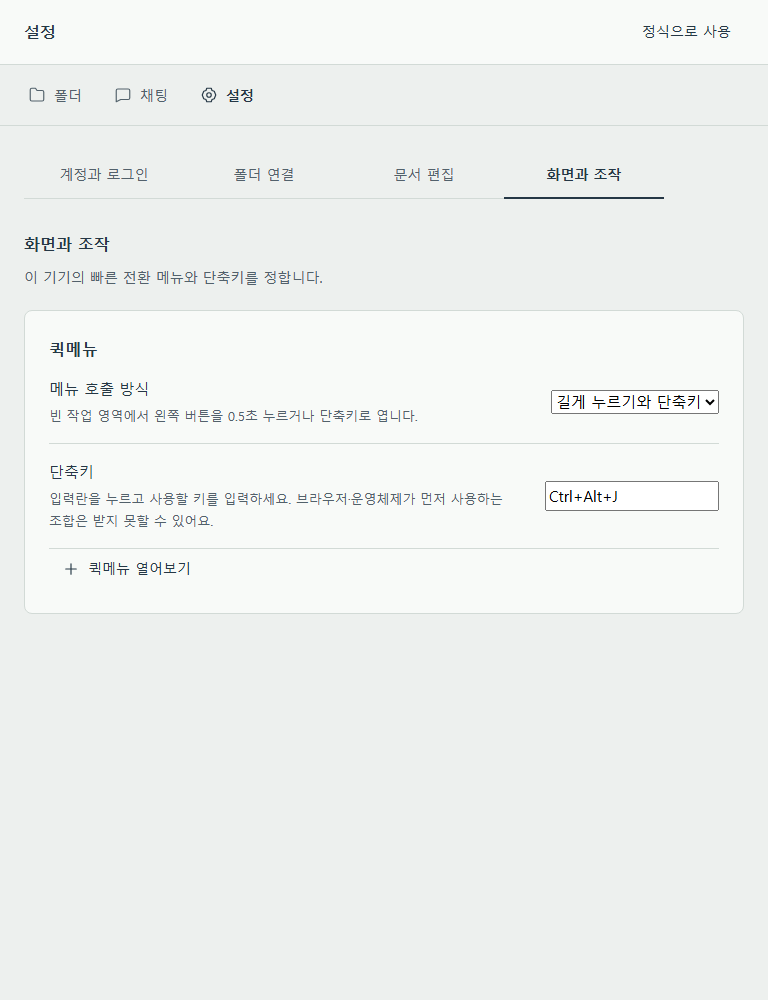 설정
정식으로 사용
폴더
채팅
설정
계정과 로그인
폴더 연결
문서 편집
화면과 조작
화면과 조작
이 기기의 빠른 전환 메뉴와 단축키를 정합니다.
퀵메뉴
메뉴 호출 방식
빈 작업 영역에서 왼쪽 버튼을 0.5초 누르거나 단축키로 엽니다.
길게 누르기와 단축키
단축키
입력란을 누르고 사용할 키를 입력하세요. 브라우저·운영체제가 먼저 사용하는
조합은 받지 못할 수 있어요.
Ctrl+Alt+J
퀵메뉴 열어보기